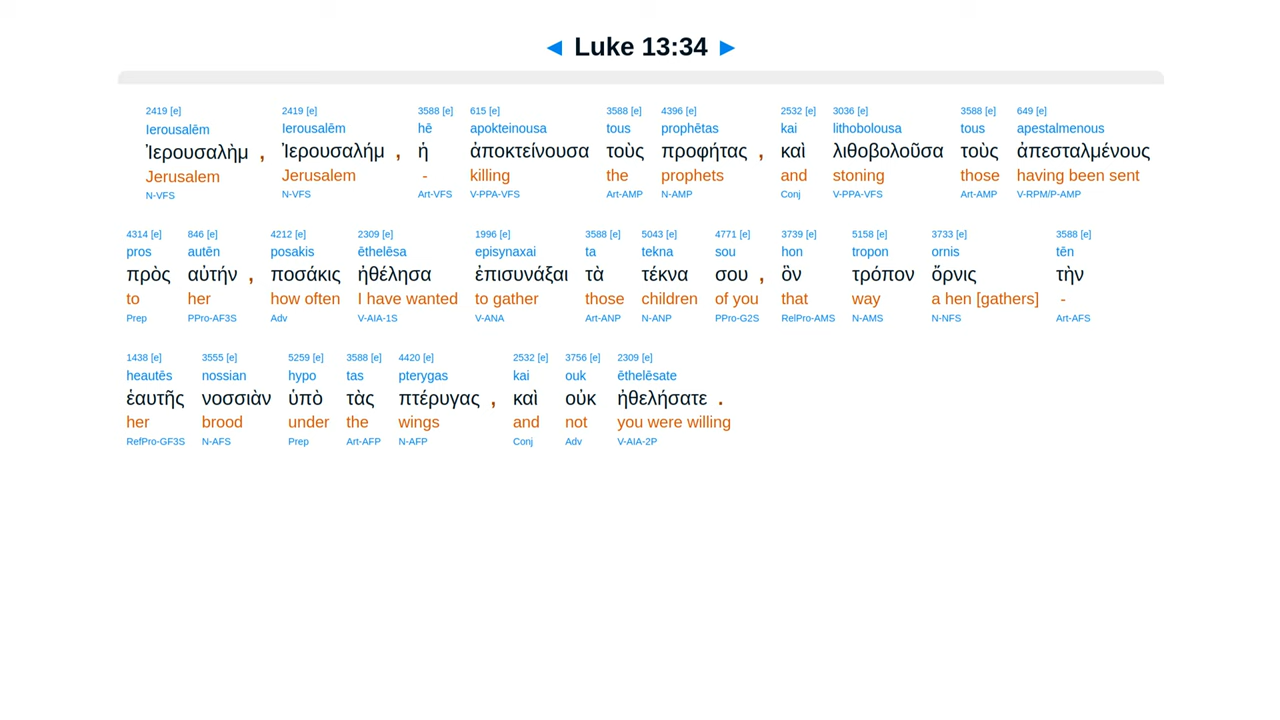 ◄ Luke 13:34 ►
2419 [e] 2419 [e] 3588 [e] 615 [e] 3588 [e] 4396 [e] 2532 [e] 3036 [e] 3588 [e] 649 [e]
Ierousalēm Ierousalēm hē apokteinousa tous prophētas kai lithobolousa tous apestalmenous
Ἰερουσαλὴμ , Ἰερουσαλήμ , ἡ ἀποκτείνουσα τοὺς προφήτας , καὶ λιθοβολοῦσα τοὺς ἀπεσταλμένους
Jerusalem Jerusalem - killing the prophets and stoning those having been sent
N-VFS N-VFS Art-VFS V-PPA-VFS Art-AMP N-AMP Conj V-PPA-VFS Art-AMP V-RPM/P-AMP
4314 [e] 846 [e] 4212 [e] 2309 [e] 1996 [e] 3588 [e] 5043 [e] 4771 [e] 3739 [e] 5158 [e] 3733 [e] 3588 [e]
pros autēn posakis ēthelēsa episynaxai ta tekna sou hon tropon ornis tēn
πρὸς αὐτήν , ποσάκις ἠθέλησα ἐπισυνάξαι τὰ τέκνα σου , ὃν τρόπον ὄρνις τὴν
to her how often I have wanted to gather those children of you that way a hen [gathers] -
Prep PPro-AF3S Adv V-AIA-1S V-ANA Art-ANP N-ANP PPro-G2S RelPro-AMS N-AMS N-NFS Art-AFS
1438 [e] 3555 [e] 5259 [e] 3588 [e] 4420 [e] 2532 [e] 3756 [e] 2309 [e]
heautēs nossian hypo tas pterygas kai ouk ēthelēsate
ἑαυτῆς νοσσιὰν ὑπὸ τὰς πτέρυγας , καὶ οὐκ ἠθελήσατε .
her brood under the wings and not you were willing
RefPro-GF3S N-AFS Prep Art-AFP N-AFP Conj Adv V-AIA-2P